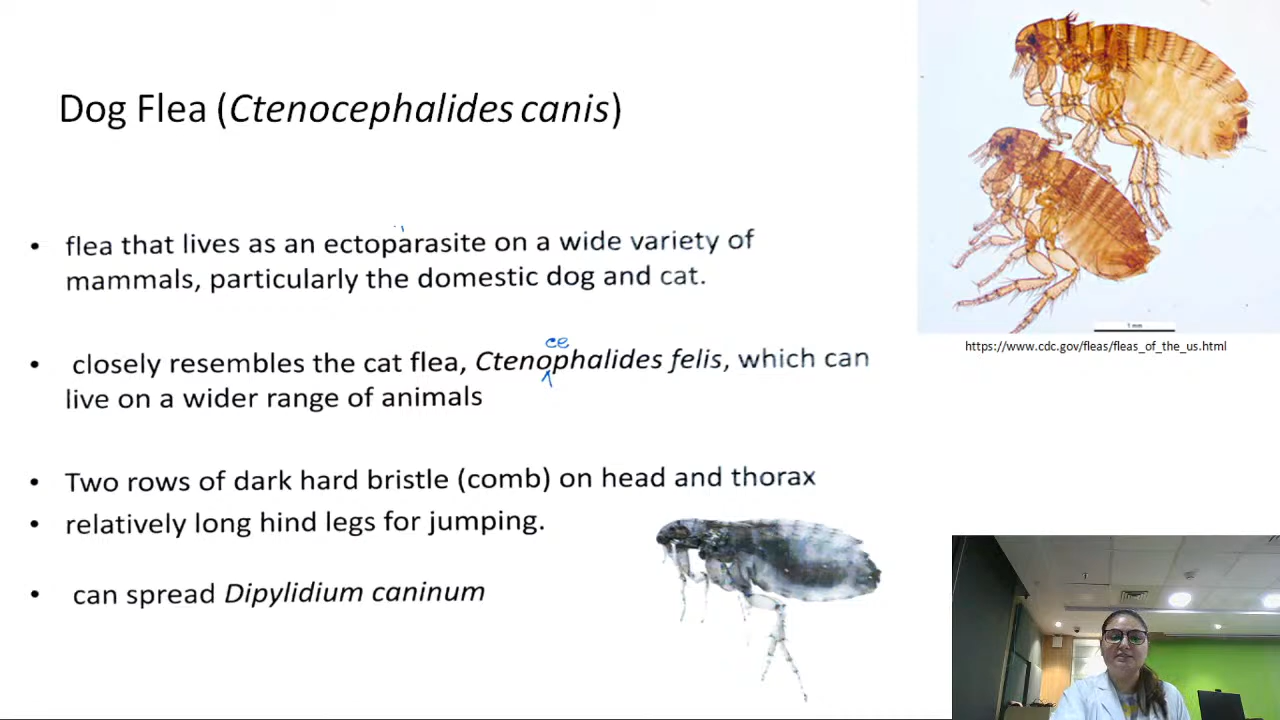 Dog Flea (Ctenocephalides canis)
• flea that lives as an ectoparasite on a wide variety of
mammals, particularly the domestic dog and cat.
ce
• closely resembles the cat flea, Ctenophalides felis, which can
live on a wider range of animals
• Two rows of dark hard bristle (comb) on head and thorax
• relatively long hind legs for jumping.
• can spread Dipylidium caninum
1 mm
https://www.cdc.gov/fleas/fleas_of_the_us.html